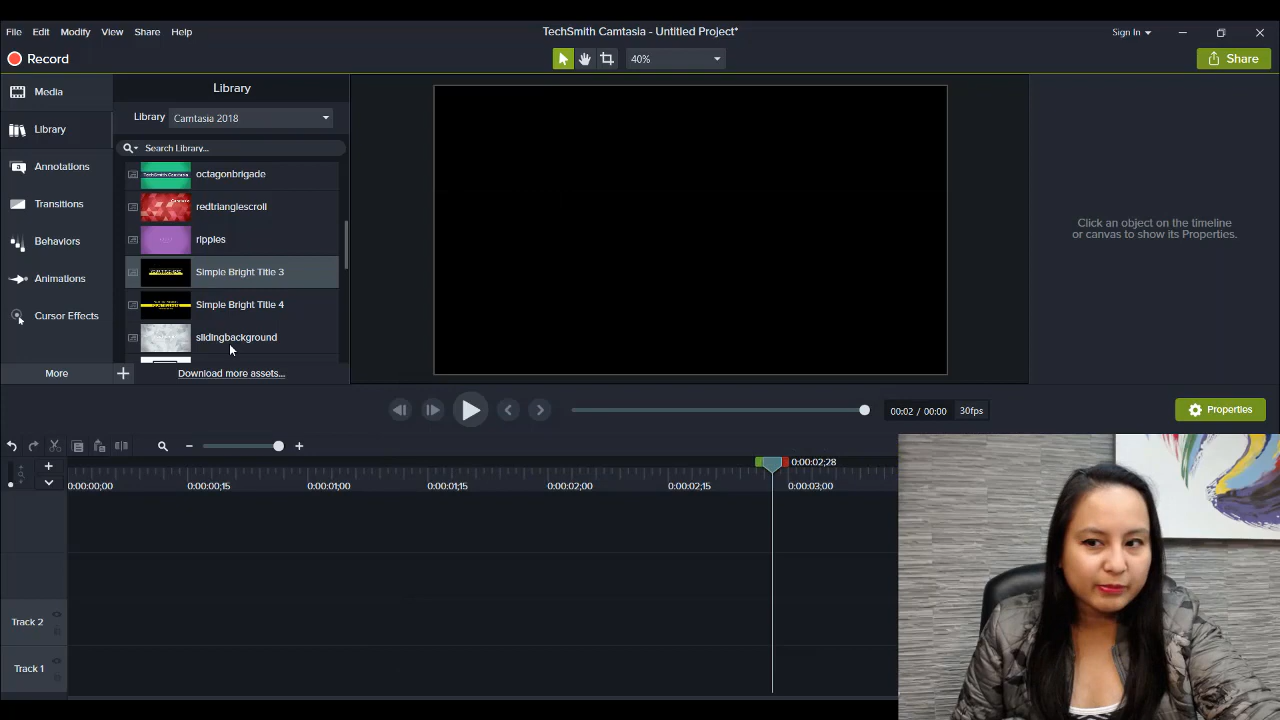 TechSmith Camtasia - Untitled Project*
File Edit Modify View Share Help
Sign In
Record
40%
Share
Media
Library
Annotations
Transitions
Behaviors
Animations
Cursor Effects
More
Library
Library Camtasia 2018
Search Library...
TechSmith Camtasia
octagonbrigade
redtrianglescroll
ripples
Simple Bright Title 3
Simple Bright Title 4
slidingbackground
Download more assets...
Click an object on the timeline
or canvas to show its Properties.
00:02 / 00:00 30fps
Properties
0:00:02;28
0:00:00;00 0:00:00;15 0:00:01;00 0:00:01;15 0:00:02;00 0:00:02;15 0:00:03;00
Track 2
Track 1